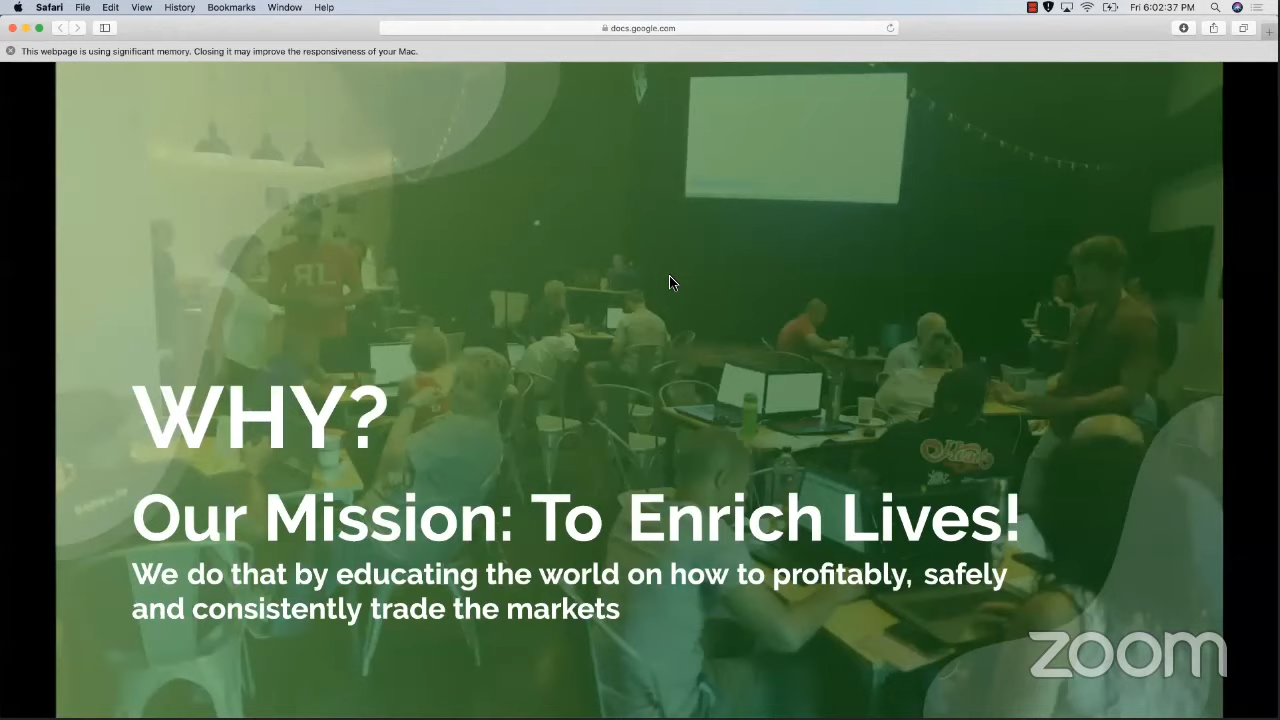 Safari File Edit View History Bookmarks Window Help Fri 6:02:37 PM
docs.google.com
This webpage is using significant memory. Closing it may improve the responsiveness of your Mac.
RL
WHY?
Our Mission: To Enrich Lives!
We do that by educating the world on how to profitably, safely
and consistently trade the markets
zoom